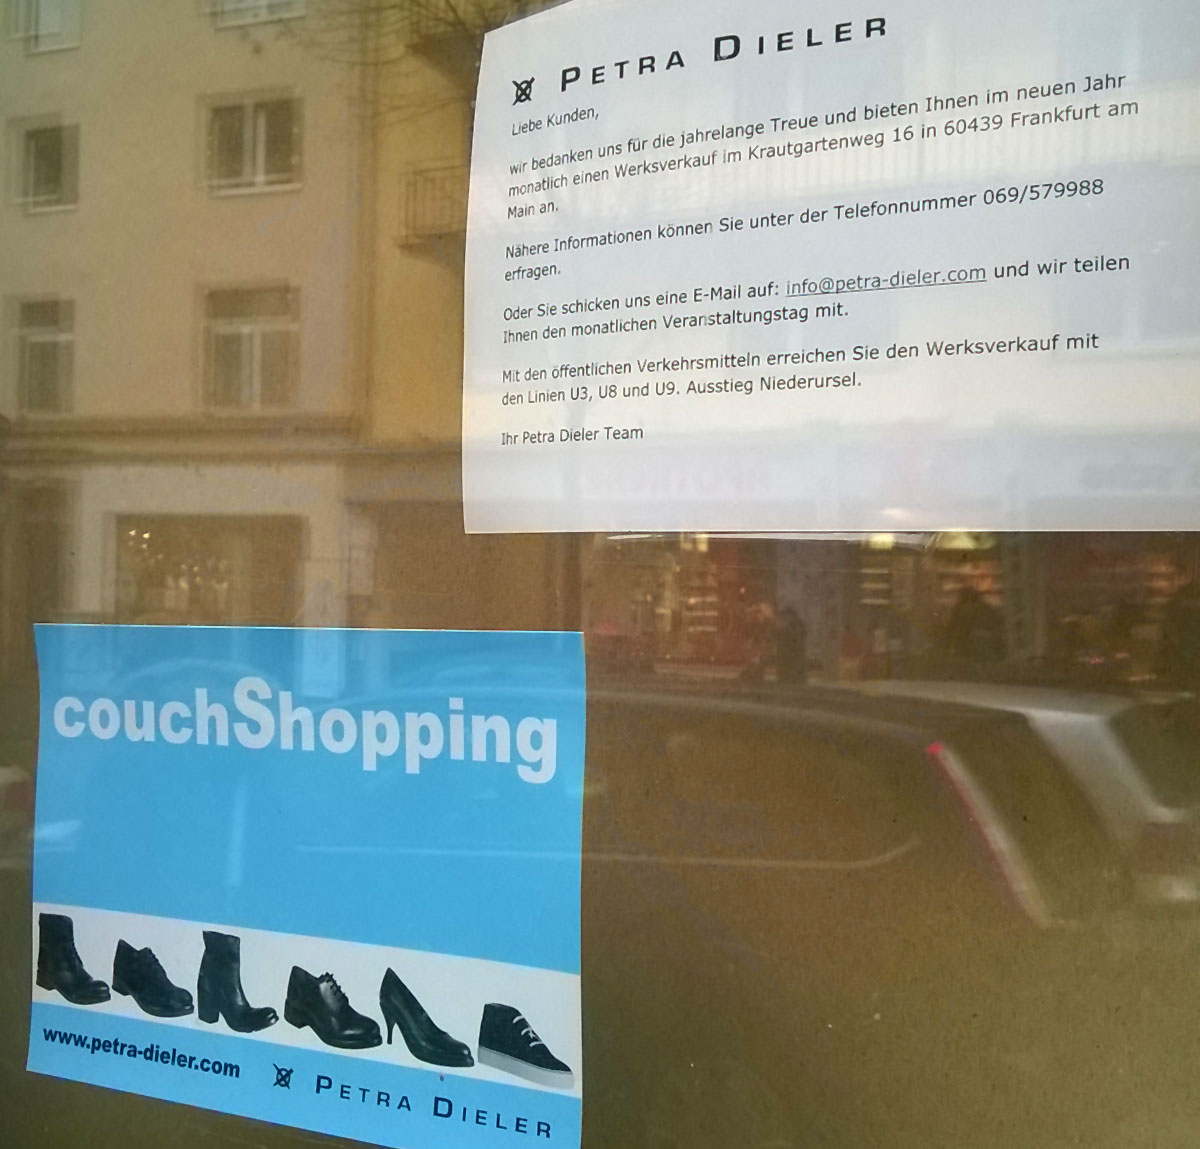 PETRA DIELER
Liebe Kunden,
wir bedanken uns für die jahrelange Treue und bieten Ihnen im neuen Jahr
monatlich einen Werksverkauf im Krautgartenweg 16 in 60439 Frankfurt am
Main an.
Nähere Informationen können Sie unter der Telefonnummer 069/579988
erfragen.
Oder Sie schicken uns eine E-Mail auf: info@petra-dieler.com und wir teilen
Ihnen den monatlichen Veranstaltungstag mit.
Mit den öffentlichen Verkehrsmitteln erreichen Sie den Werksverkauf mit
den Linien U3, U8 und U9. Ausstieg Niederursel.
Ihr Petra Dieler Team
couchShopping
www.petra-dieler.com
PETRA DIELER